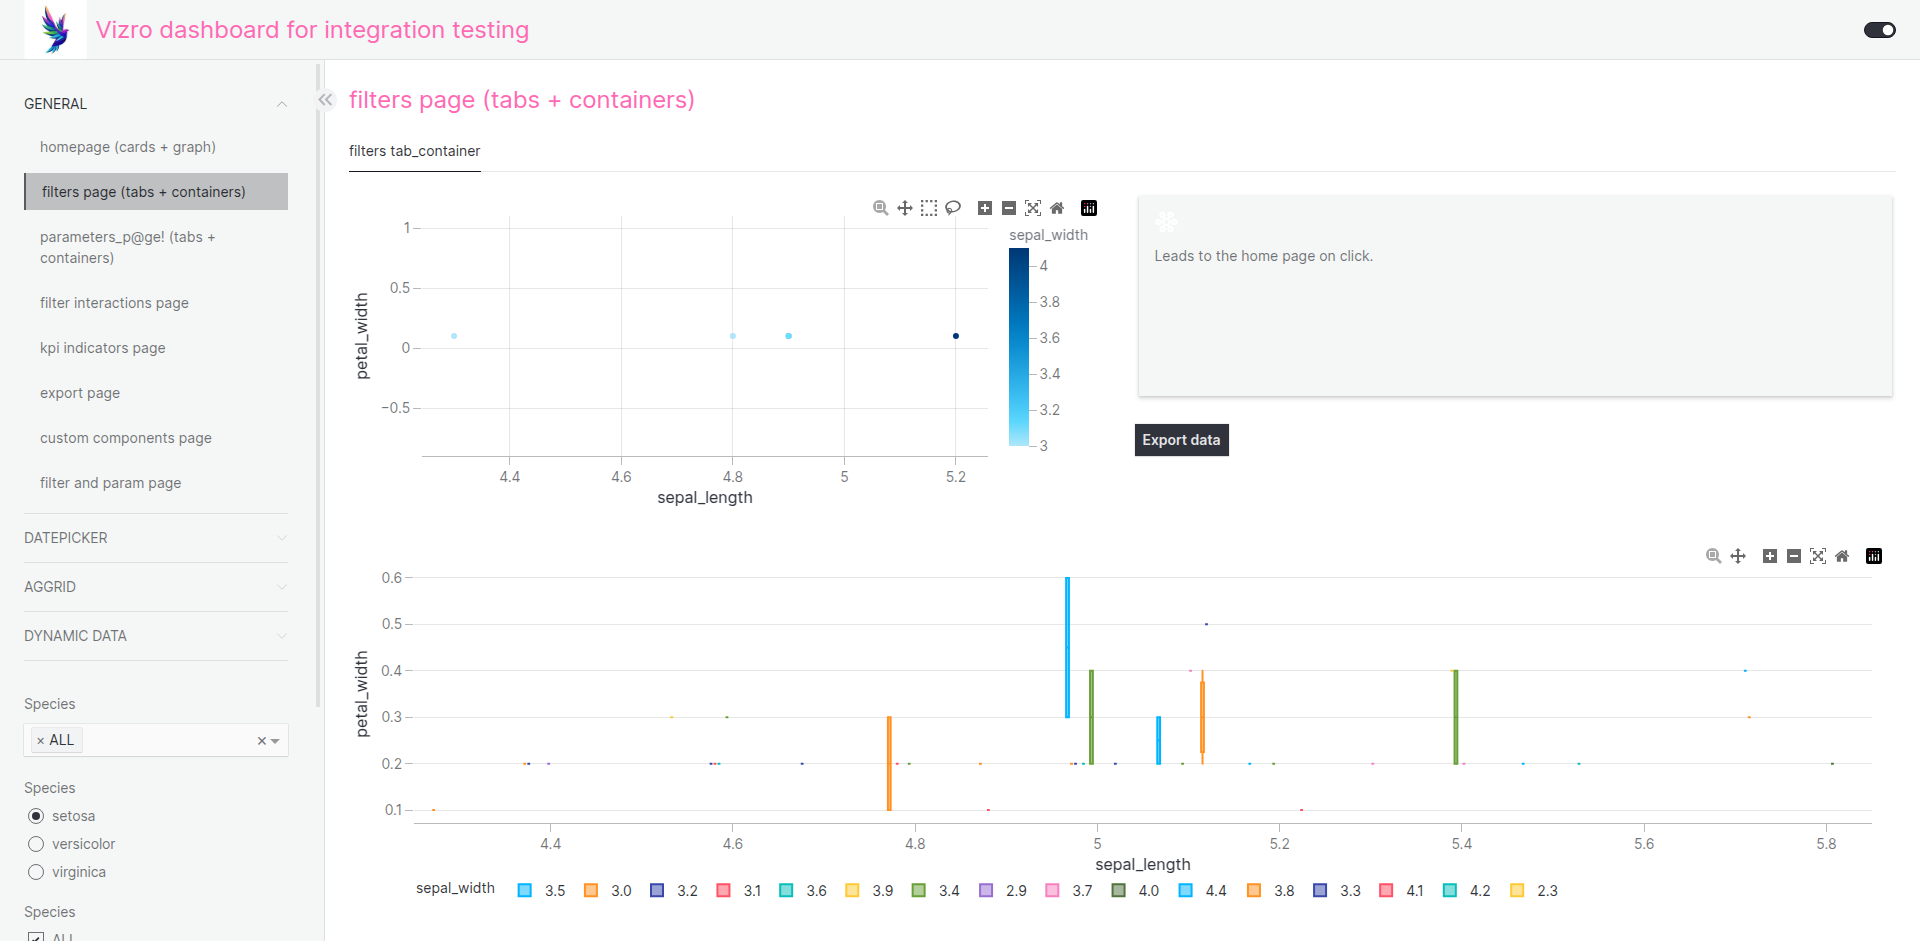 Vizro dashboard for integration testing
GENERAL
homepage (cards + graph)
filters page (tabs + containers)
parameters_p@ge! (tabs +
containers)
filter interactions page
kpi indicators page
export page
custom components page
filter and param page
DATEPICKER
AGGRID
DYNAMIC DATA
Species
× ALL
Species
setosa
versicolor
virginica
Species
ALL
filters page (tabs + containers)
filters tab_container
1
0.5
0
−0.5
petal_width
4.4 4.6 4.8 5 5.2
sepal_length
sepal_width
4
3.8
3.6
3.4
3.2
3
Leads to the home page on click.
Export data
0.6
0.5
0.4
0.3
0.2
0.1
petal_width
4.4 4.6 4.8 5 5.2 5.4 5.6 5.8
sepal_length
sepal_width 3.5 3.0 3.2 3.1 3.6 3.9 3.4 2.9 3.7 4.0 4.4 3.8 3.3 4.1 4.2 2.3